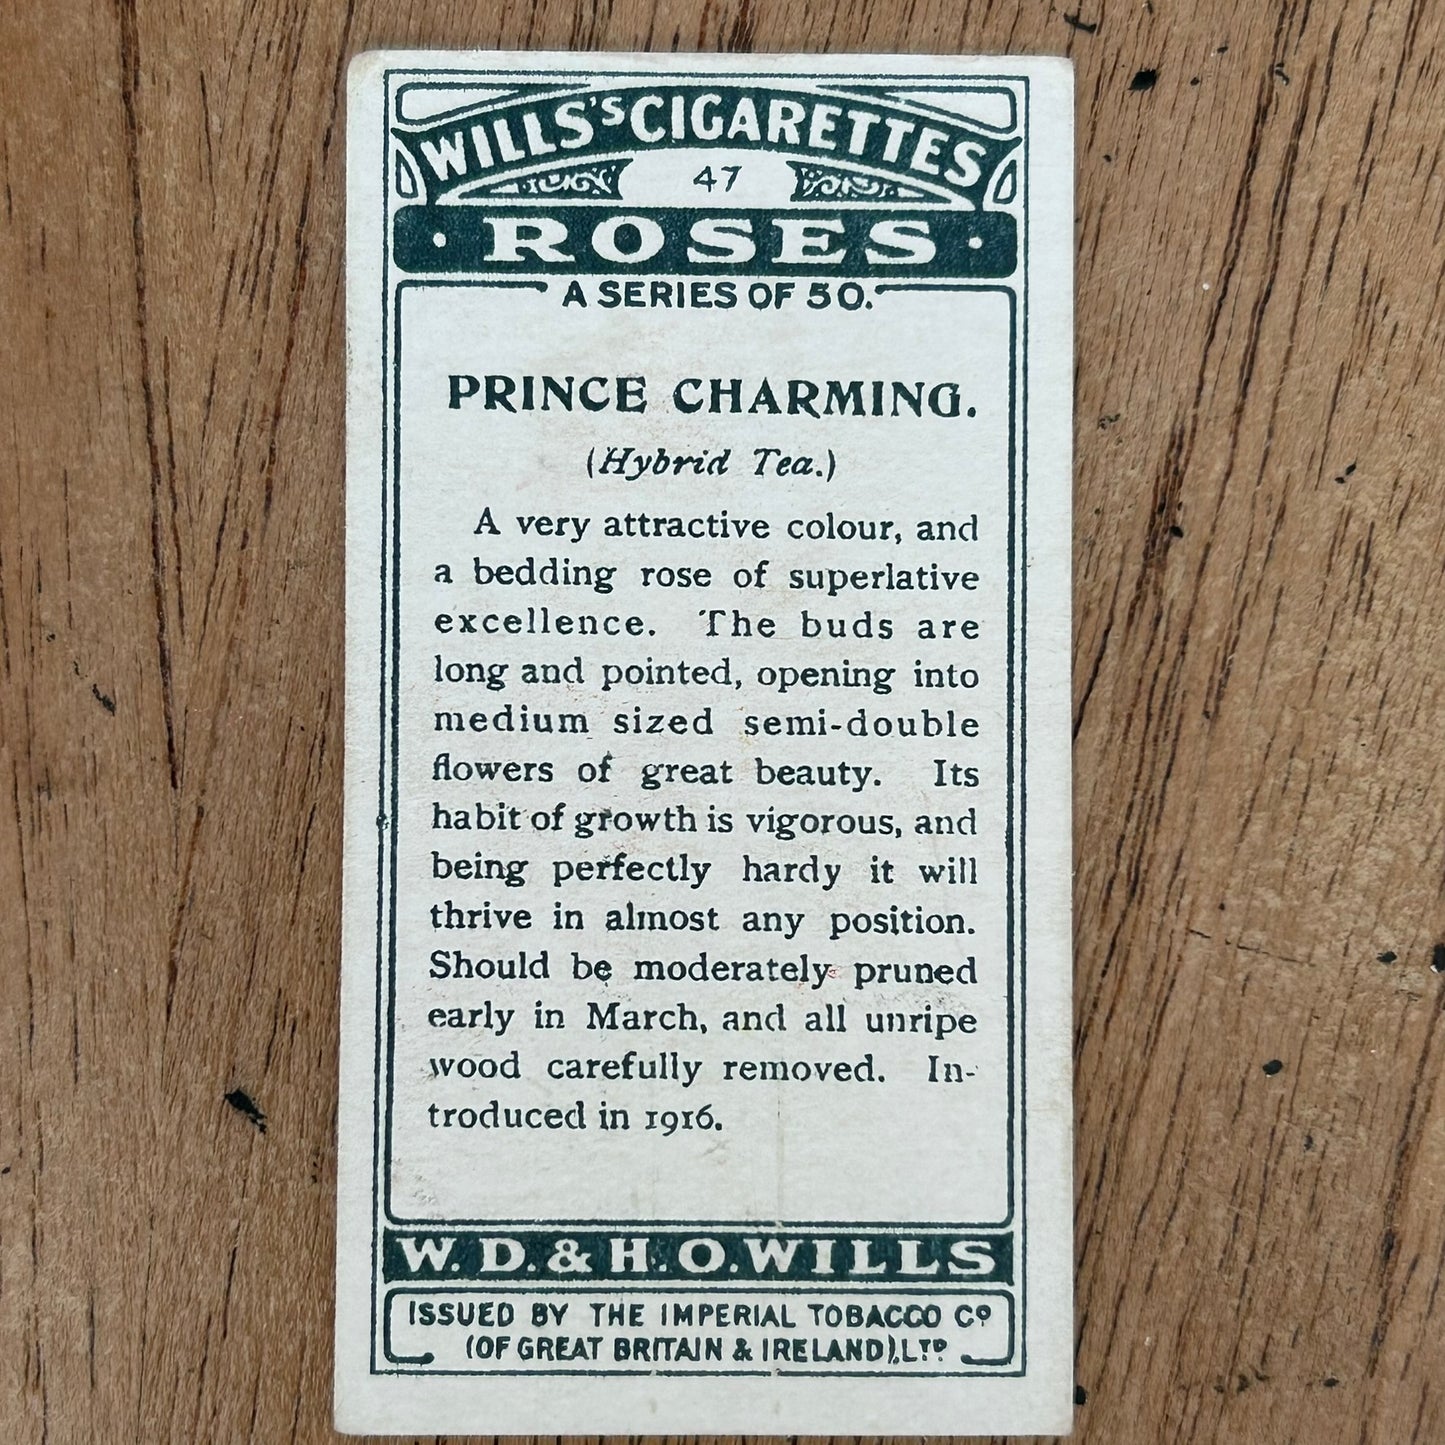 WILLS'S CIGARETTES
47
· ROSES ·
A SERIES OF 50.
PRINCE CHARMING.
(Hybrid Tea.)
A very attractive colour, and
a bedding rose of superlative
excellence. The buds are
long and pointed, opening into
medium sized semi-double
flowers of great beauty. Its
habit of growth is vigorous, and
being perfectly hardy it will
thrive in almost any position.
Should be moderately pruned
early in March, and all unripe
wood carefully removed. In-
troduced in 1916.
W. D. & H. O. WILLS
ISSUED BY THE IMPERIAL TOBACCO Cº
(OF GREAT BRITAIN & IRELAND), LTD